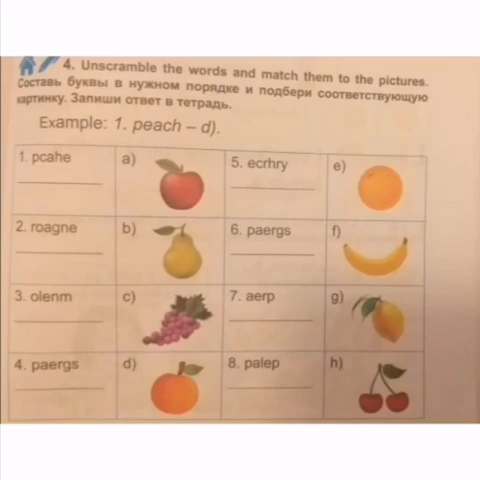 4. Unscramble the words and match them to the pictures.
Составь буквы в нужном порядке и подбери соответствующую
картинку. Запиши ответ в тетрадь.
Example: 1. peach – d).
1. pcahe a) 5. ecrhry e)
2. roagne b) 6. paergs f)
3. olenm c) 7. aerp g)
4. paergs d) 8. palep h)